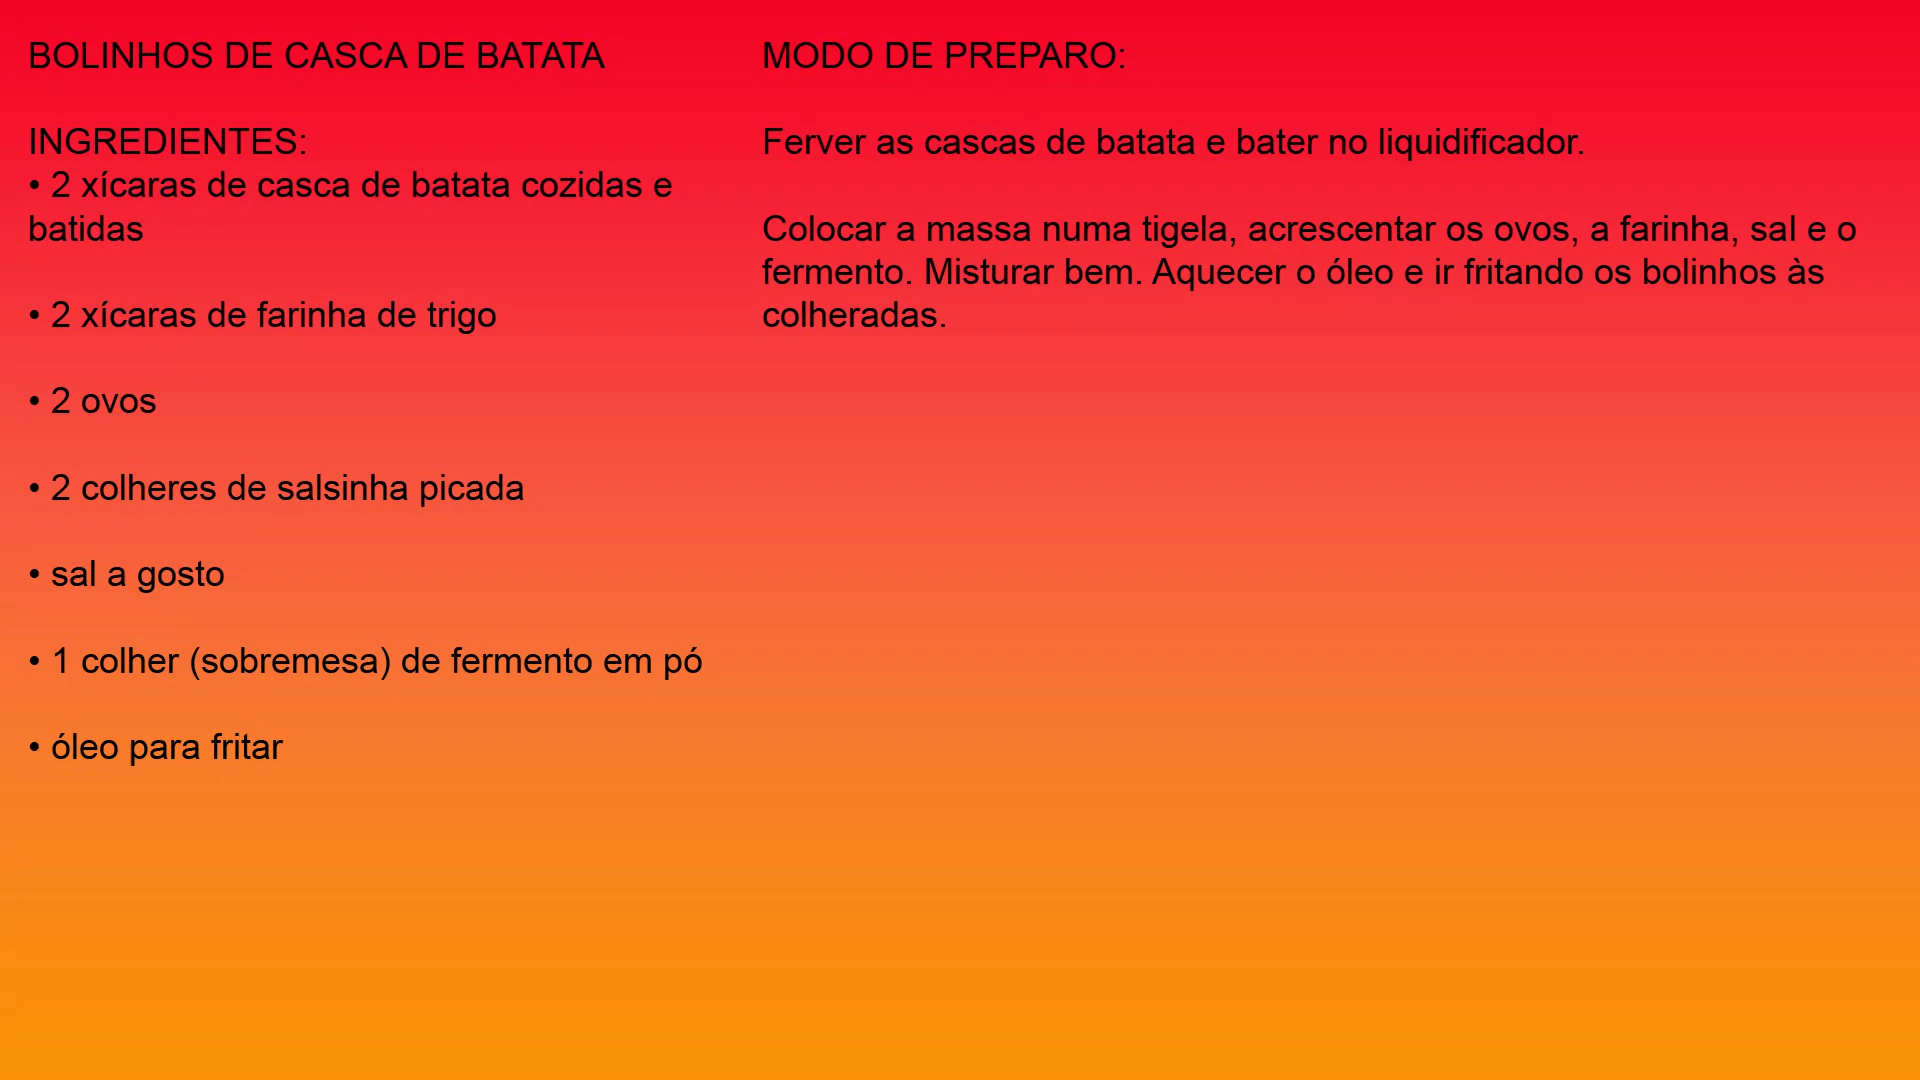 BOLINHOS DE CASCA DE BATATA
INGREDIENTES:
• 2 xícaras de casca de batata cozidas e
batidas
• 2 xícaras de farinha de trigo
• 2 ovos
• 2 colheres de salsinha picada
• sal a gosto
• 1 colher (sobremesa) de fermento em pó
• óleo para fritar
MODO DE PREPARO:
Ferver as cascas de batata e bater no liquidificador.
Colocar a massa numa tigela, acrescentar os ovos, a farinha, sal e o
fermento. Misturar bem. Aquecer o óleo e ir fritando os bolinhos às
colheradas.